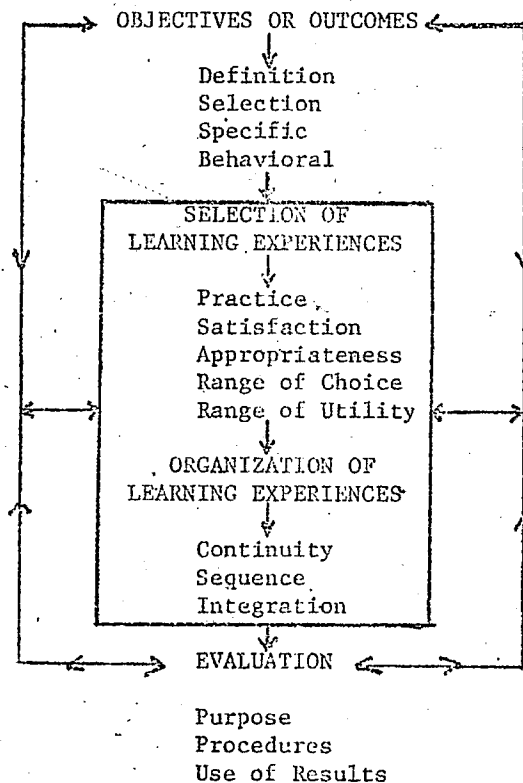 OBJECTIVES OR OUTCOMES
Definition
Selection
Specific
Behavioral
SELECTION OF
LEARNING EXPERIENCES
Practice
Satisfaction
Appropriateness
Range of Choice
Range of Utility
ORGANIZATION OF
LEARNING EXPERIENCES
Continuity
Sequence
Integration
EVALUATION
Purpose
Procedures
Use of Results